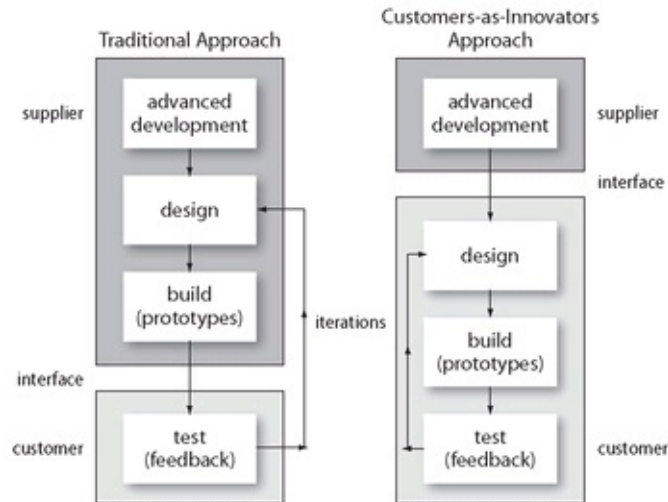 Traditional Approach
supplier
advanced
development
design
build
(prototypes)
iterations
interface
customer
test
(feedback)
Customers-as-Innovators
Approach
advanced
development
supplier
interface
design
build
(prototypes)
test
(feedback)
customer